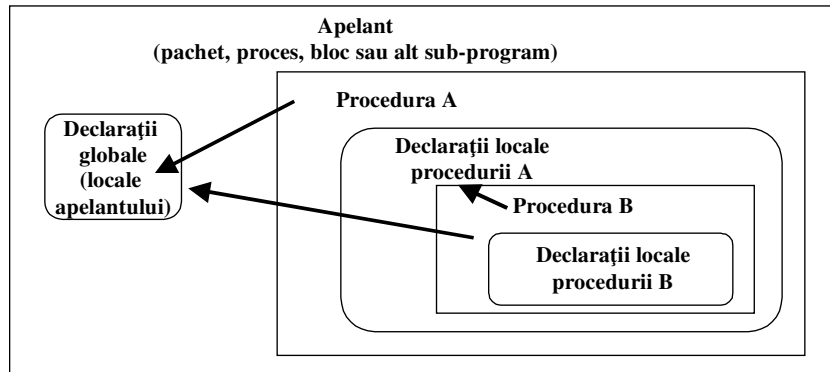 Apelant
(pachet, proces, bloc sau alt sub-program)
Procedura A
Declaraţii
globale
(locale
apelantului)
Declaraţii locale
procedurii A
Procedura B
Declaraţii locale
procedurii B